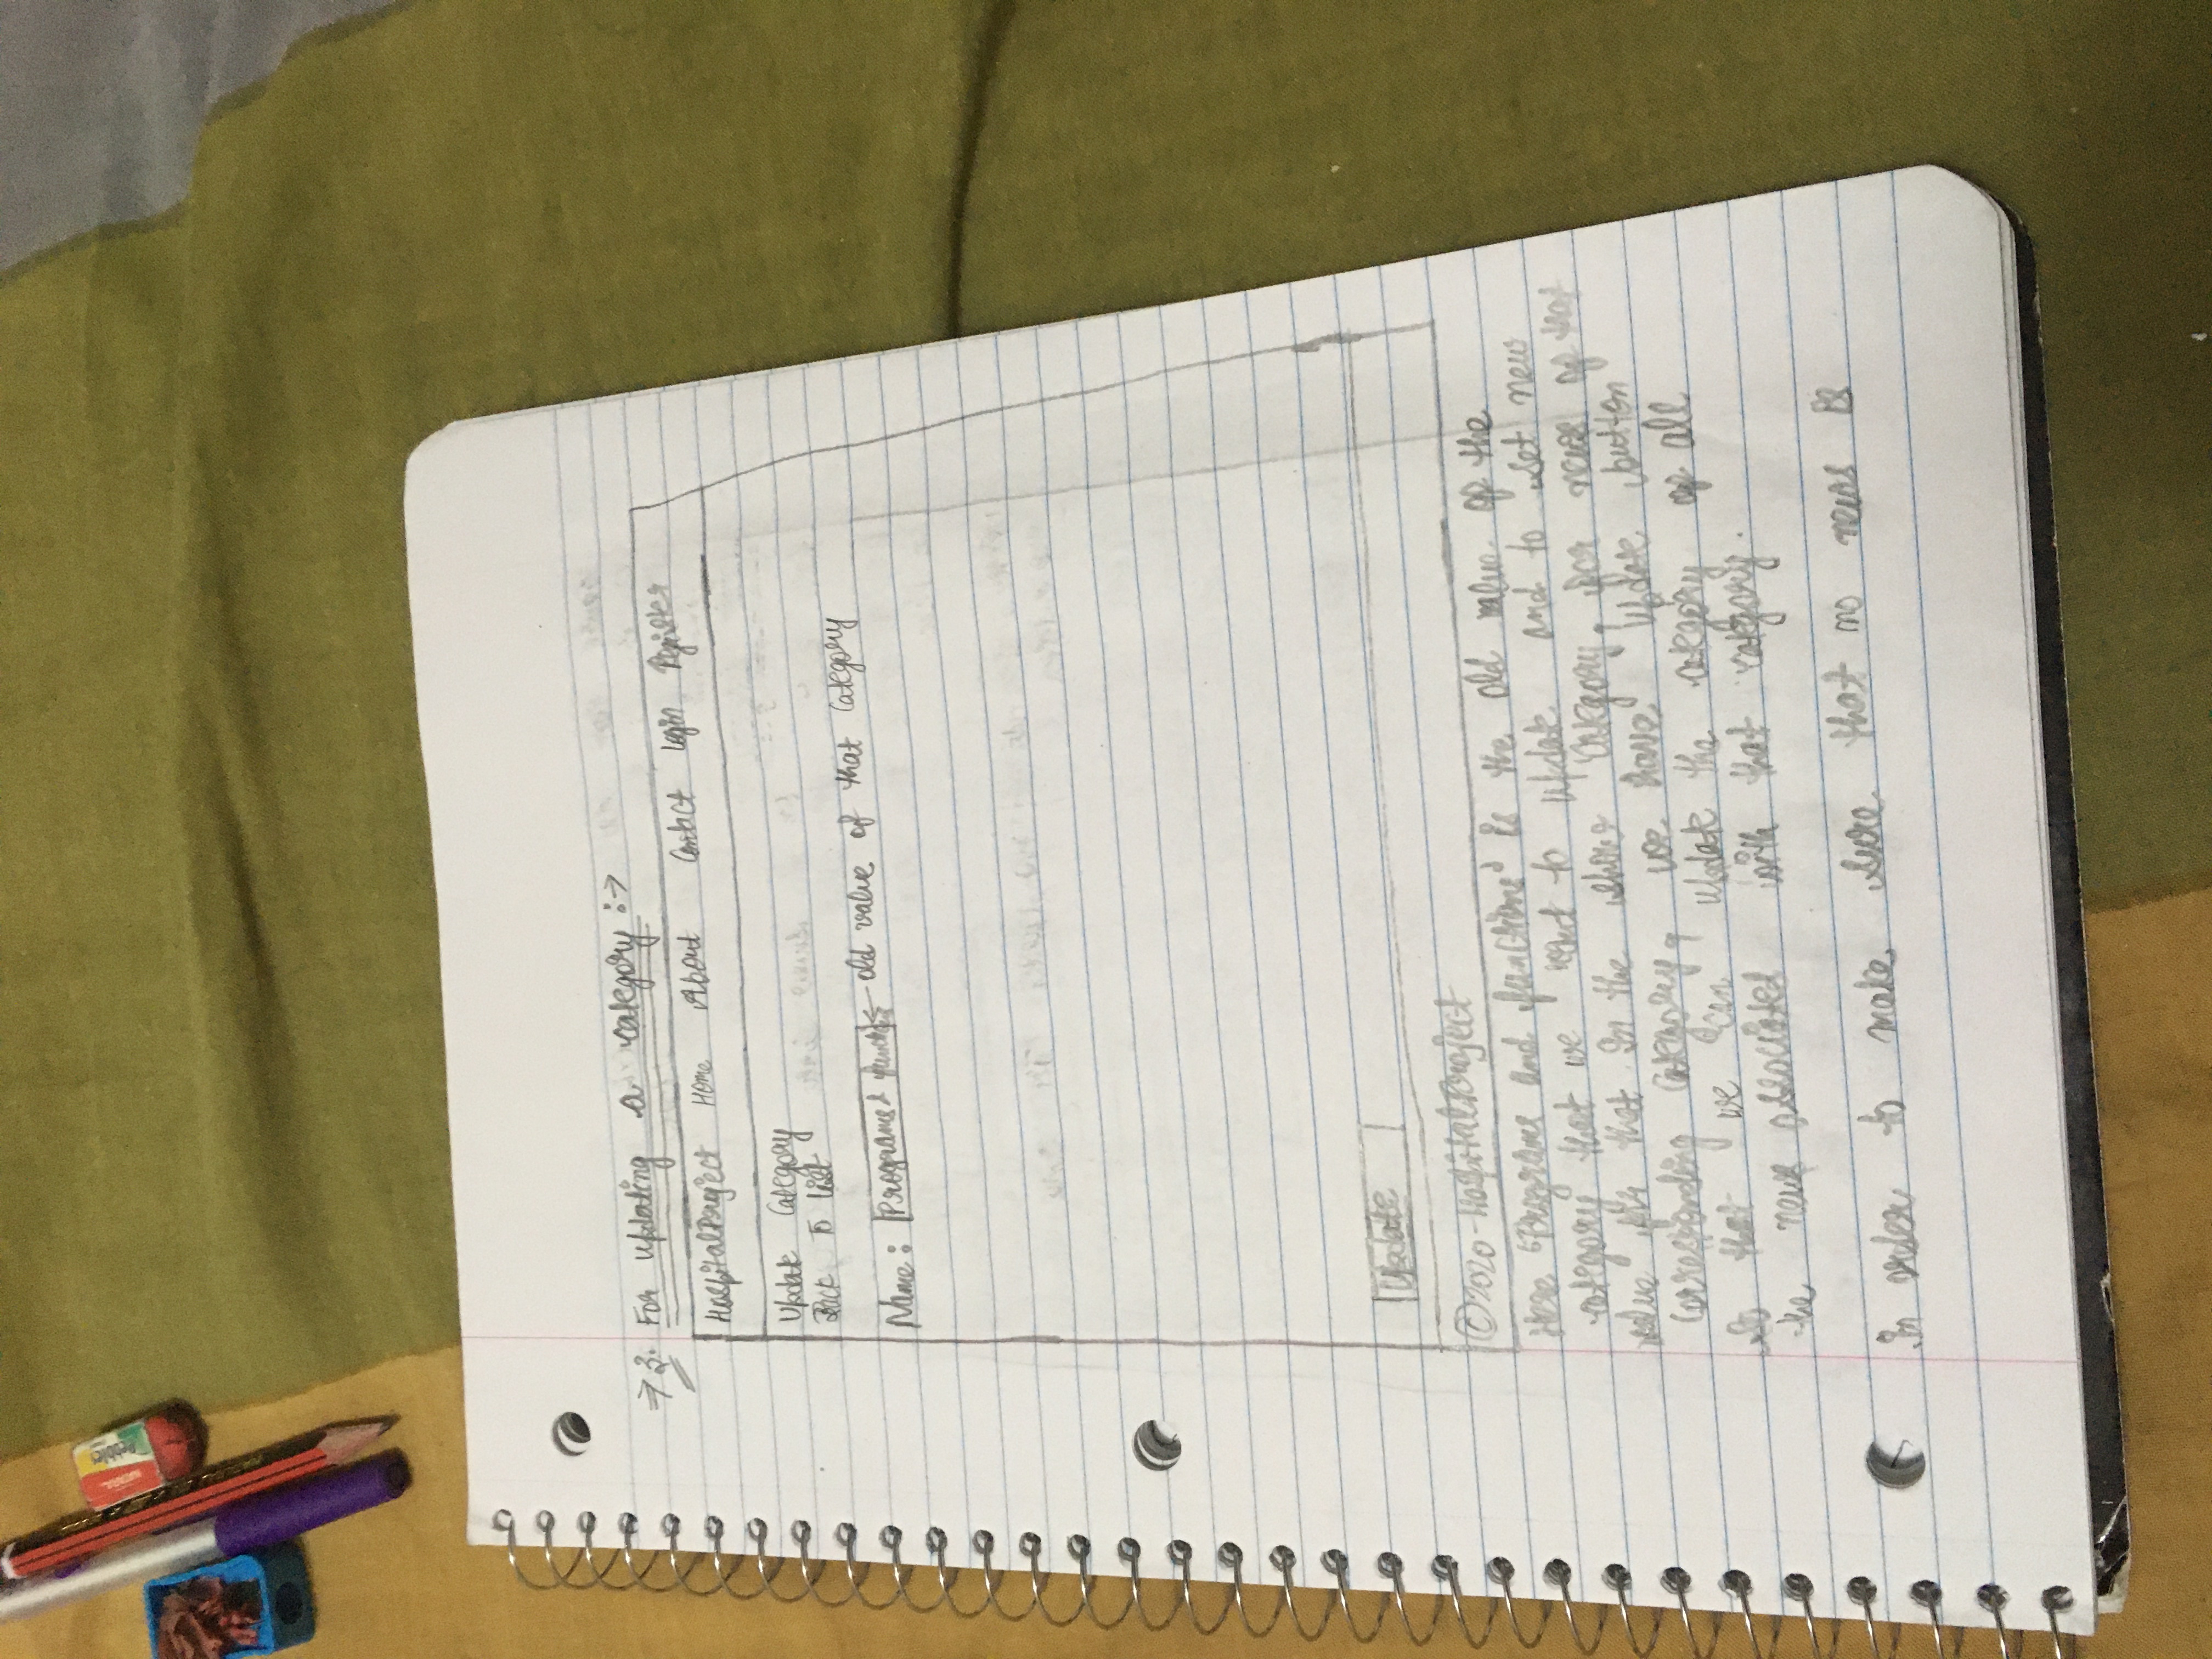 ⇒ 3. For updating a category :→
HospitalProject Home About Contact Login Register
Update Category
Back To List
Name: Programs & functions ← old value of that Category
Update
©2020-HospitalProject
Here "Programs and functions" is the old value of the
category that we want to update and to set new
value for that in the show category. for news of that
Corresponding Category, we have update button
so that we can update the category of all
the news associated with that category.
In order to make sure that no news is